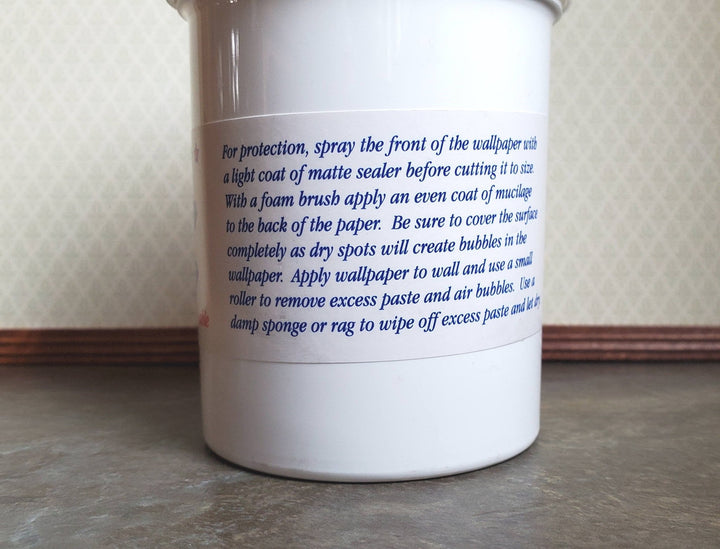 For protection, spray the front of the wallpaper with
a light coat of matte sealer before cutting it to size.
With a foam brush apply an even coat of mucilage
to the back of the paper.  Be sure to cover the surface
completely as dry spots will create bubbles in the
wallpaper.  Apply wallpaper to wall and use a small
roller to remove excess paste and air bubbles.  Use a
damp sponge or rag to wipe off excess paste and let dry